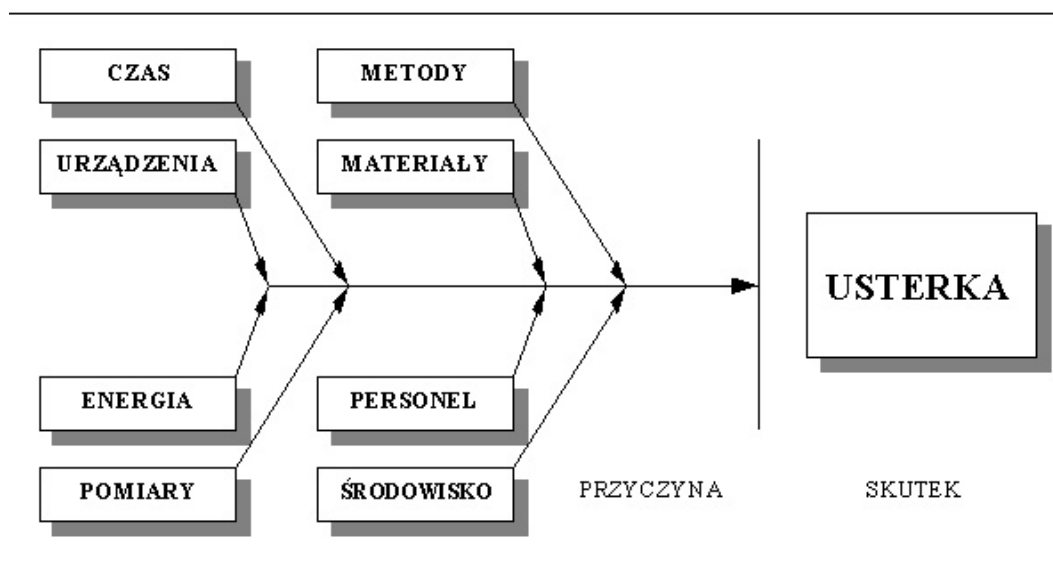 CZAS
METODY
URZĄDZENIA
MATERIAŁY
USTERKA
ENERGIA
PERSONEL
POMIARY
ŚRODOWISKO
PRZYCZYNA
SKUTEK